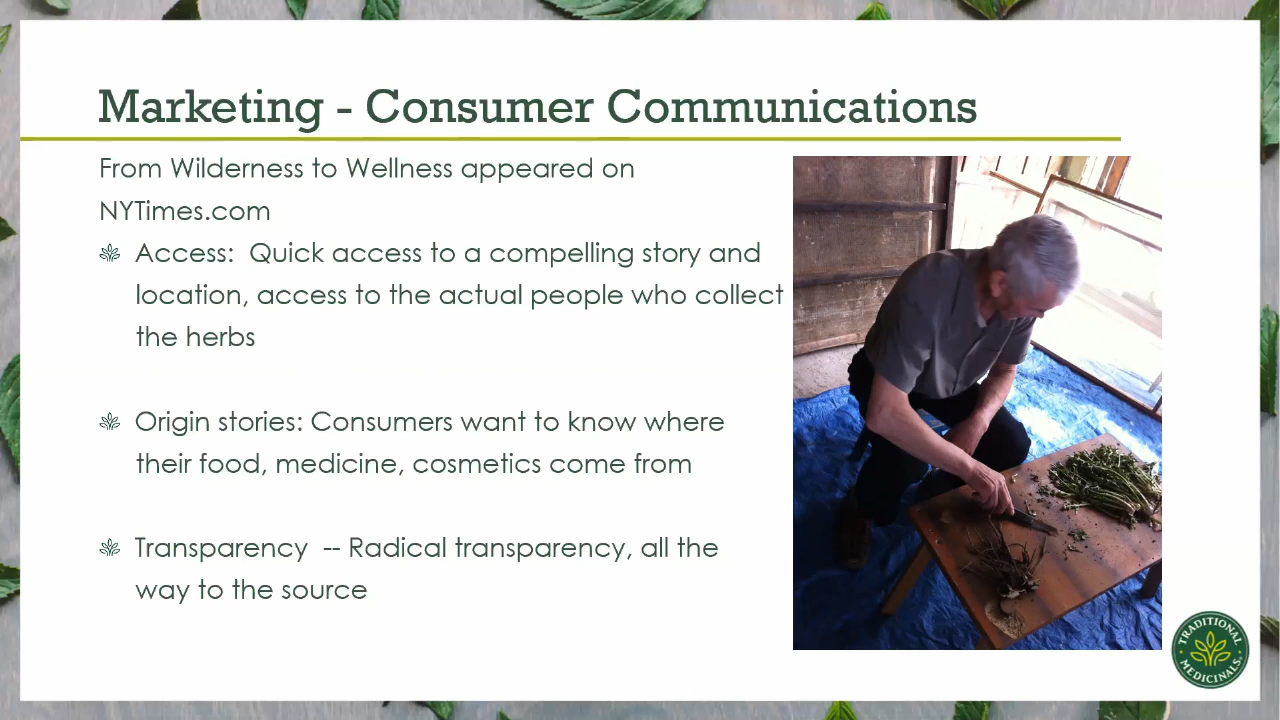 Marketing - Consumer Communications
From Wilderness to Wellness appeared on
NYTimes.com
Access:  Quick access to a compelling story and
location, access to the actual people who collect
the herbs
Origin stories: Consumers want to know where
their food, medicine, cosmetics come from
Transparency  -- Radical transparency, all the
way to the source
TRADITIONAL
MEDICINALS